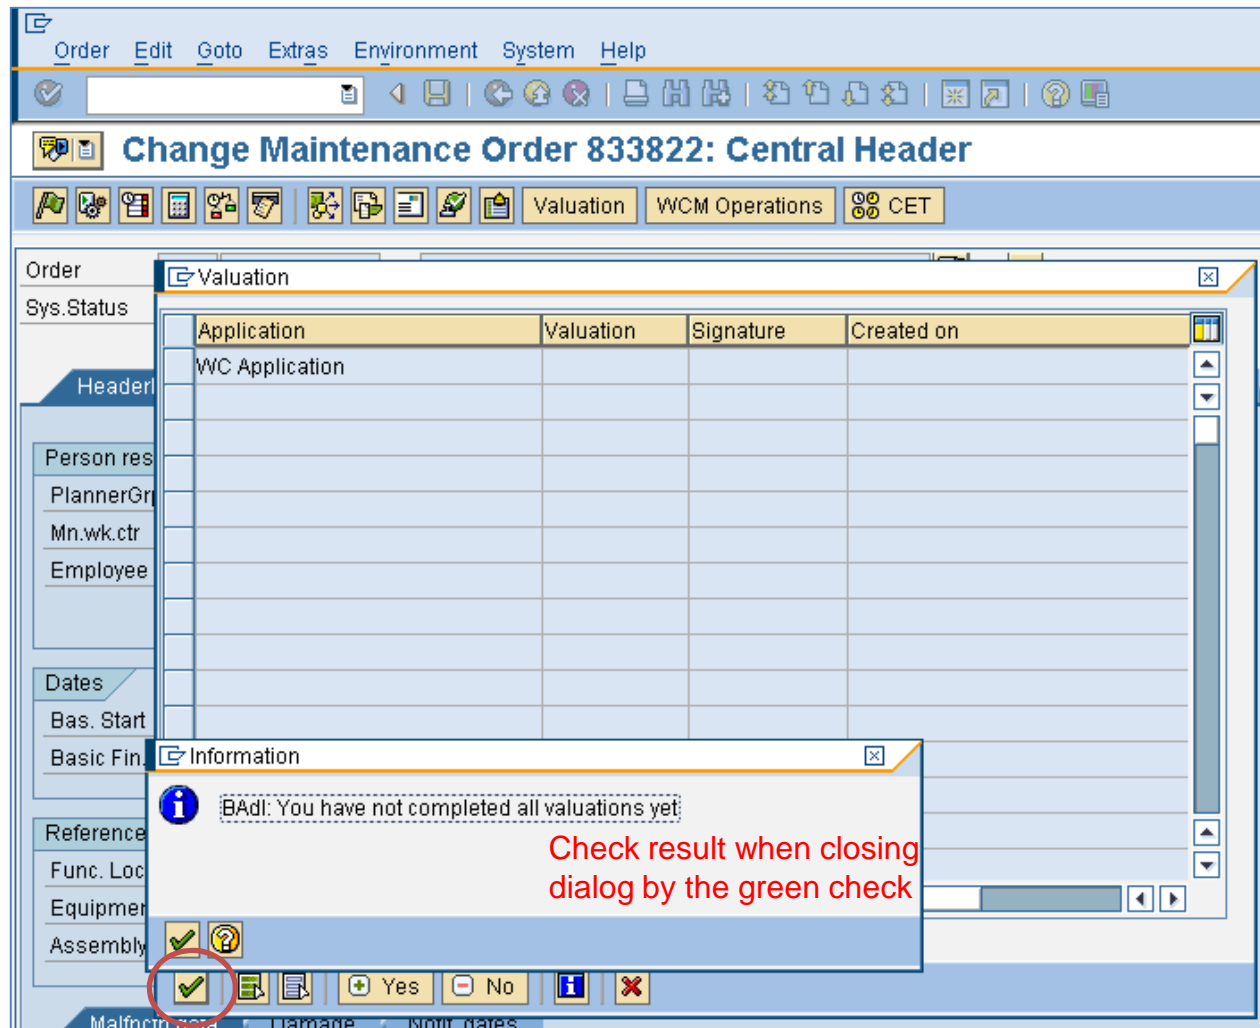 Order Edit Goto Extras Environment System Help
Change Maintenance Order 833822: Central Header
Valuation WCM Operations CET
Order
Valuation
Sys.Status
Application Valuation Signature Created on
WC Application
Person res
PlannerGr
Mn.wk.ctr
Employee
Dates
Bas. Start
Basic Fin.
Information
BAdI: You have not completed all valuations yet
Reference
Check result when closing
dialog by the green check
Func. Loc
Equipmen
Assembly
Yes No
Damage Notif. dates